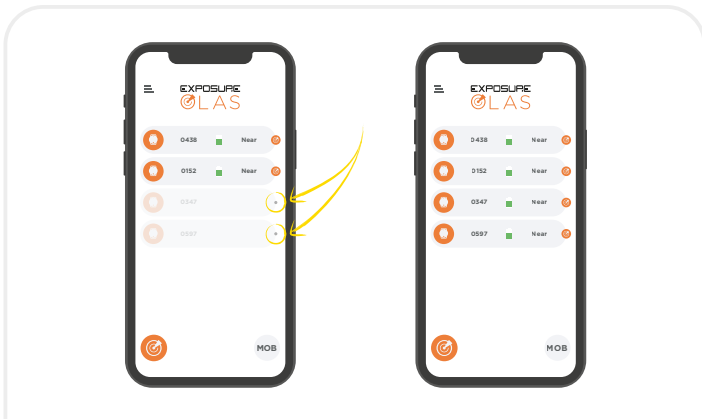 EXPOSURE
OLAS
0438 Near
0152 Near
0347
0597
MOB
EXPOSURE
OLAS
0438 Near
0152 Near
0347 Near
0597 Near
MOB